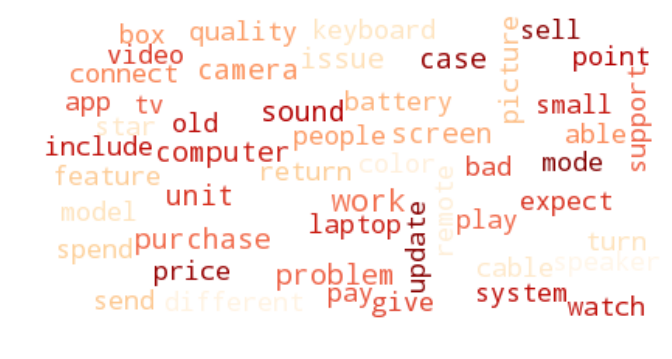 box quality keyboard sell
video issue case point
connect camera picture
app tv battery small support
star old sound people screen able
include computer
feature return color bad mode
unit work remote expect
model laptop update play
spend purchase turn
price problem cable speaker
send different pay give system watch